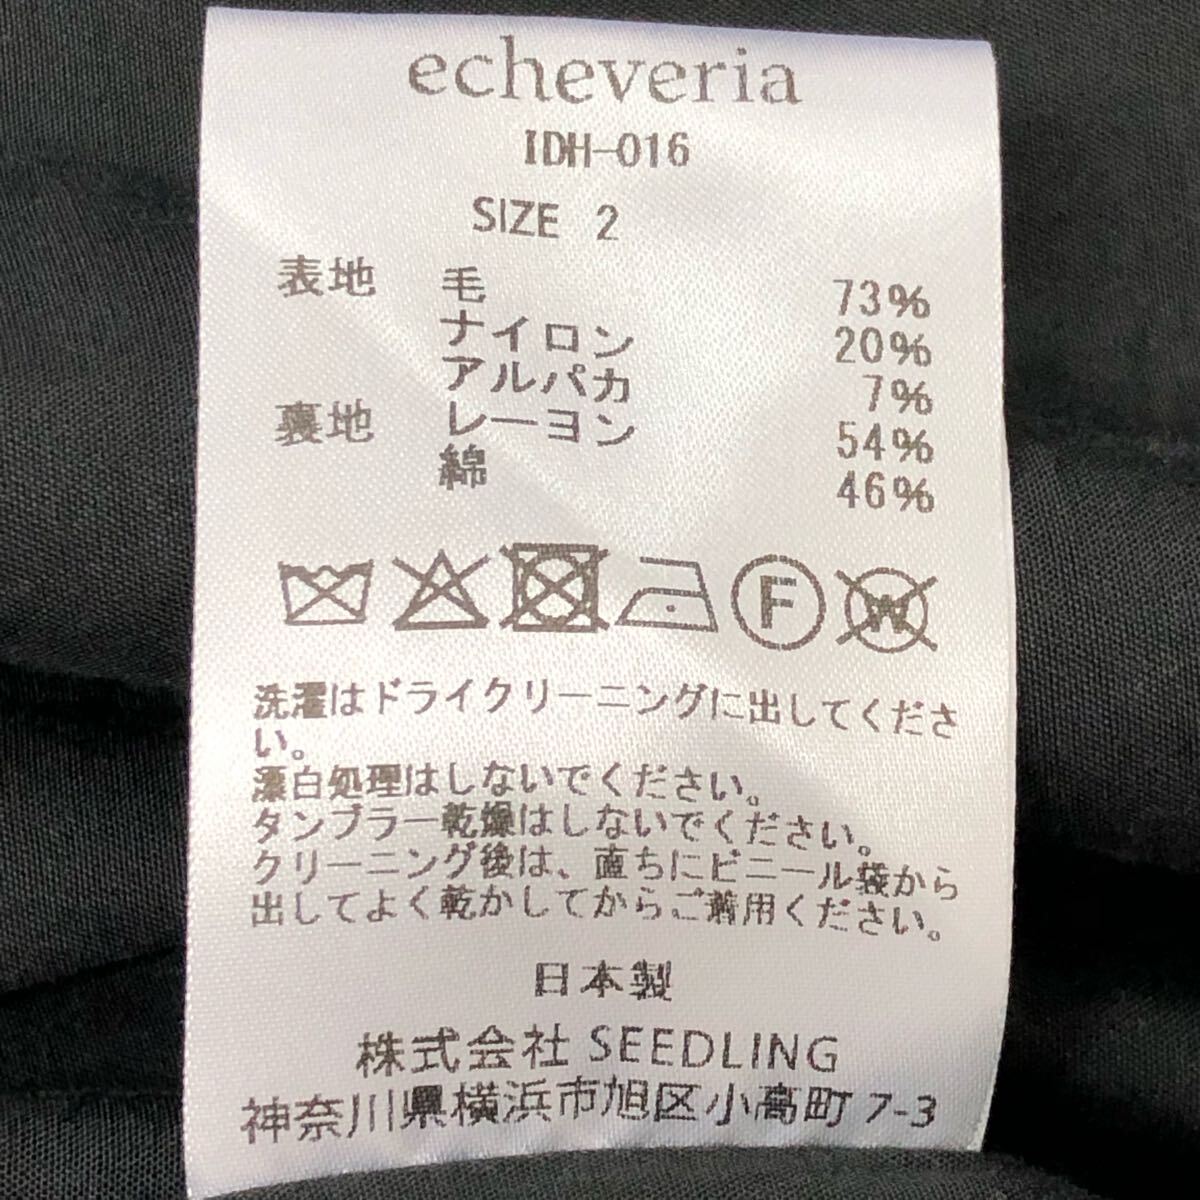 echeveria
IDH-016
SIZE 2
表地 毛 73%
ナイロン 20%
アルパカ 7%
裏地 レーヨン 54%
綿 46%
F W
洗濯はドライクリーニングに出してくださ
い。
漂白処理はしないでください。
タンブラー乾燥はしないでください。
クリーニング後は、直ちにビニール袋から
出してよく乾かしてからご着用ください。
日本製
株式会社 SEEDLING
神奈川県横浜市旭区小高町 7-3